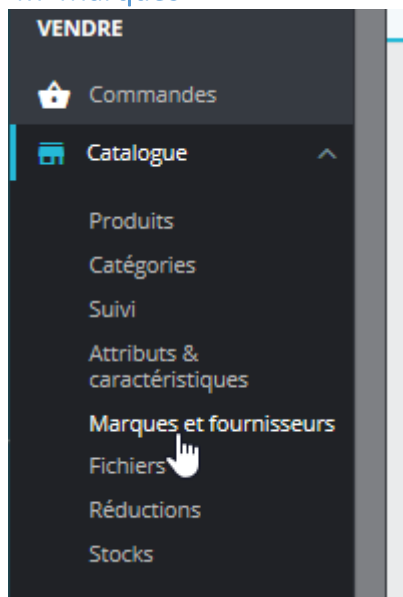 VENDRE
Commandes
Catalogue
Produits
Catégories
Suivi
Attributs &
caractéristiques
Marques et fournisseurs
Fichiers
Réductions
Stocks